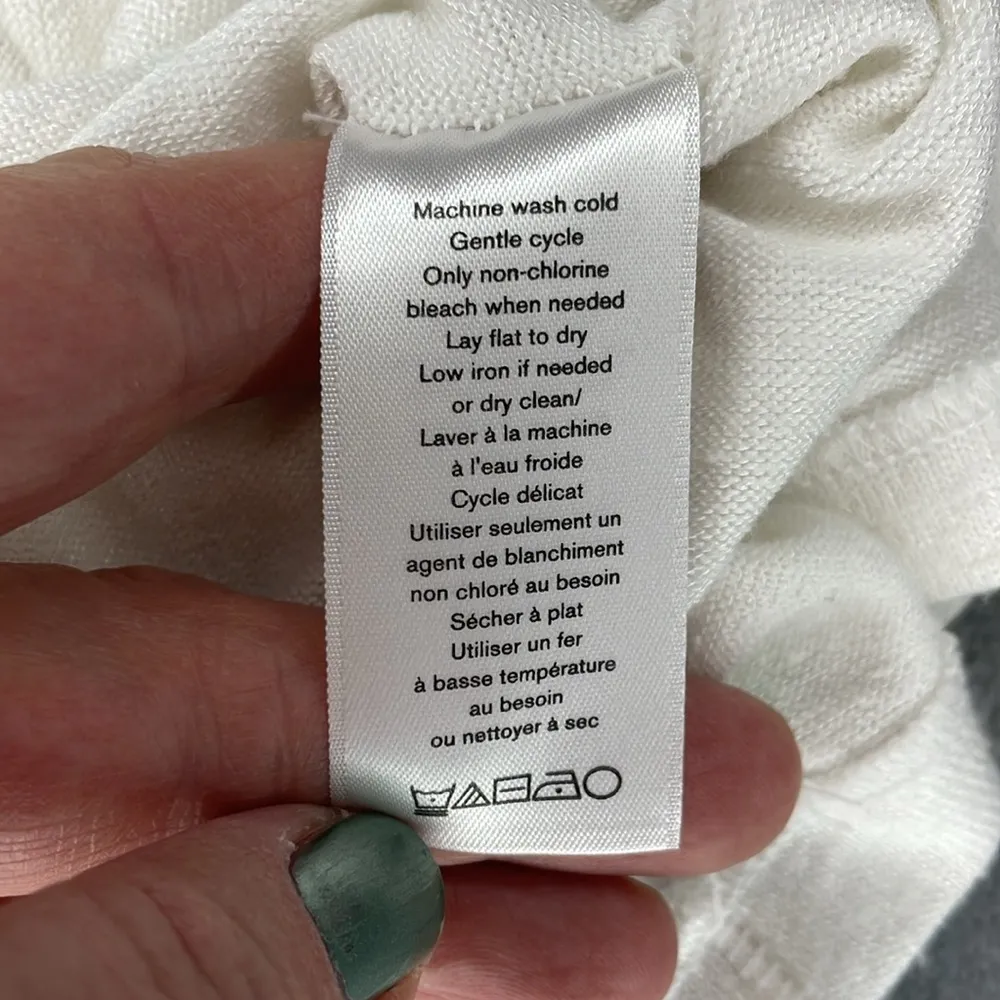 Machine wash cold
Gentle cycle
Only non-chlorine
bleach when needed
Lay flat to dry
Low iron if needed
or dry clean/
Laver à la machine
à l'eau froide
Cycle délicat
Utiliser seulement un
agent de blanchiment
non chloré au besoin
Sécher à plat
Utiliser un fer
à basse température
au besoin
ou nettoyer à sec